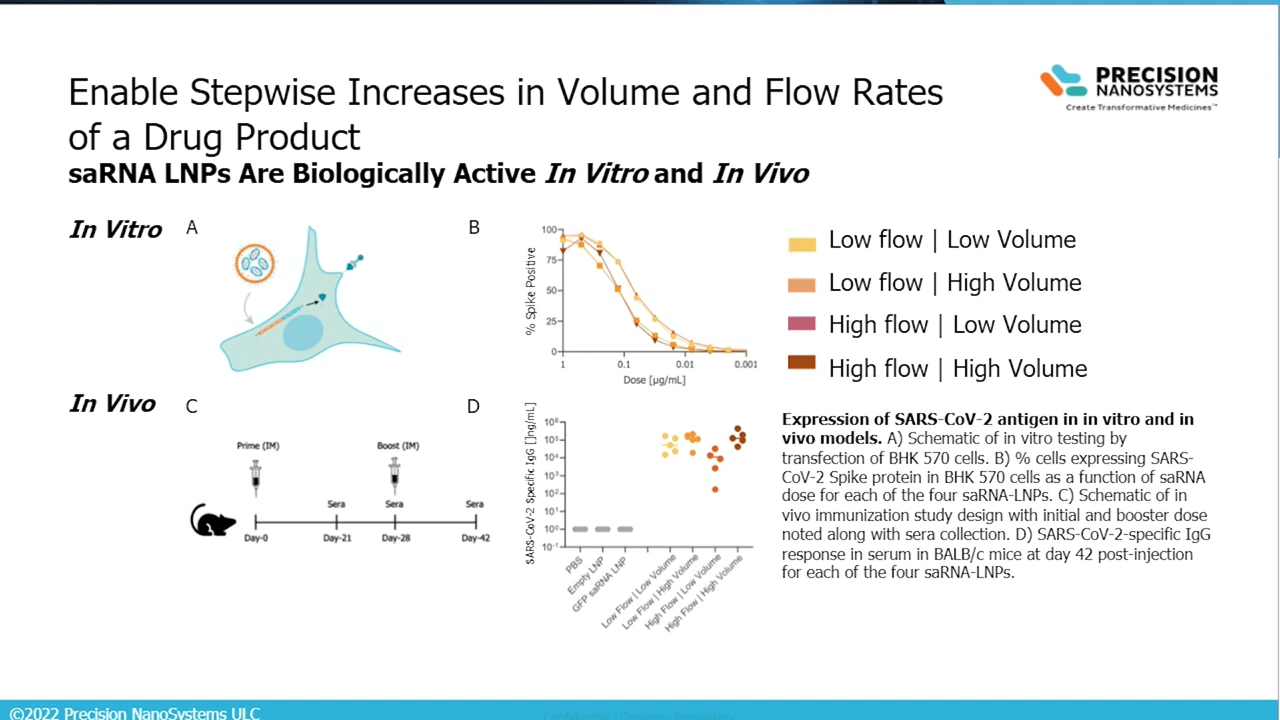 PRECISION
NANOSYSTEMS
Create Transformative Medicines™
Enable Stepwise Increases in Volume and Flow Rates
of a Drug Product
saRNA LNPs Are Biologically Active In Vitro and In Vivo
In Vitro
A
B
% Spike Positive
100
75
50
25
0
1
0.1
0.01
0.001
Dose [µg/mL]
Low flow | Low Volume
Low flow | High Volume
High flow | Low Volume
High flow | High Volume
In Vivo
C
Prime (IM)
Boost (IM)
Sera
Sera
Sera
Day-0
Day-21
Day-28
Day-42
D
SARS-CoV-2 Specific IgG []ng/mL]
10⁶
10⁵
10⁴
10³
10²
10¹
10⁰
10⁻¹
PBS
Empty LNP
GFP saRNA LNP
Low Flow | Low Volume
Low Flow | High Volume
High Flow | Low Volume
High Flow | High Volume
Expression of SARS-CoV-2 antigen in in vitro and in
vivo models. A) Schematic of in vitro testing by
transfection of BHK 570 cells. B) % cells expressing SARS-
CoV-2 Spike protein in BHK 570 cells as a function of saRNA
dose for each of the four saRNA-LNPs. C) Schematic of in
vivo immunization study design with initial and booster dose
noted along with sera collection. D) SARS-CoV-2-specific IgG
response in serum in BALB/c mice at day 42 post-injection
for each of the four saRNA-LNPs.
©2022 Precision NanoSystems ULC